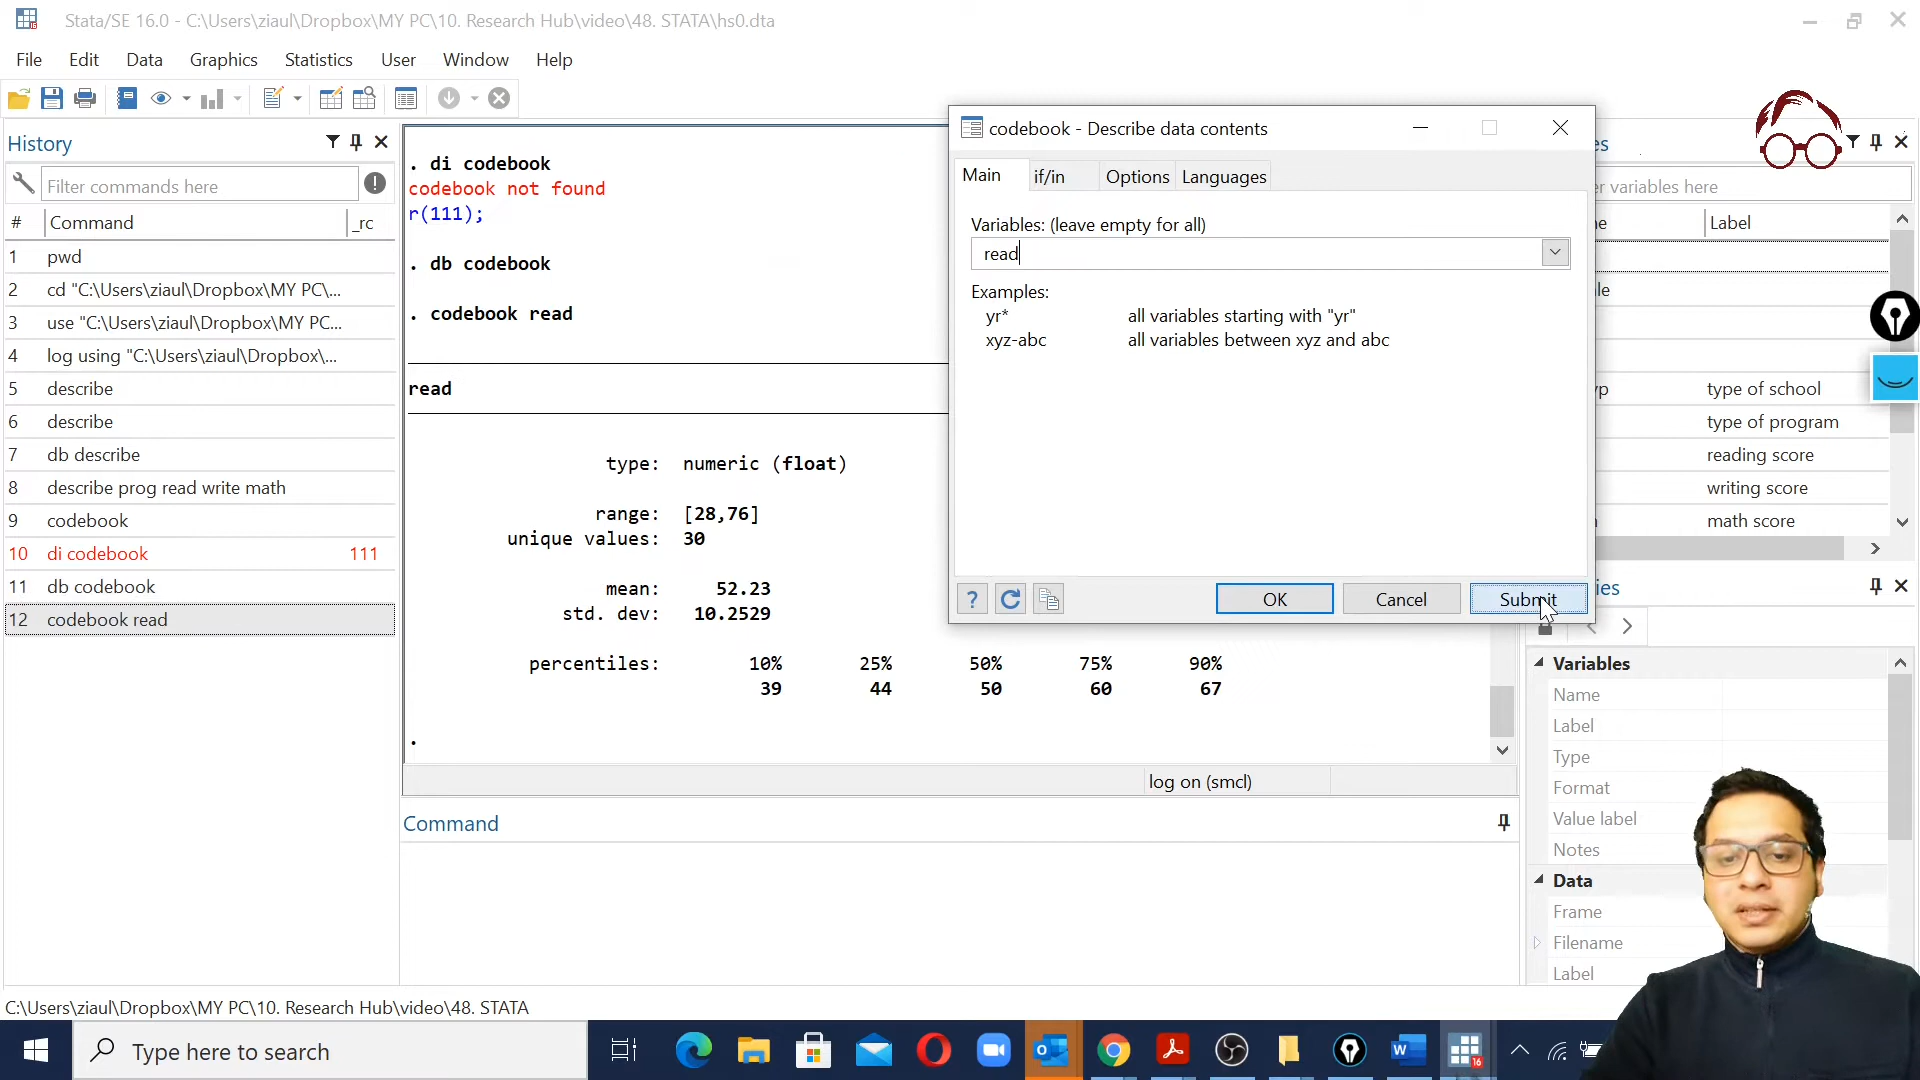 Stata/SE 16.0 - C:\Users\ziaul\Dropbox\MY PC\10. Research Hub\video\48. STATA\hs0.dta
File Edit Data Graphics Statistics User Window Help
History
Filter commands here
# Command _rc
1 pwd
2 cd "C:\Users\ziaul\Dropbox\MY PC\...
3 use "C:\Users\ziaul\Dropbox\MY PC...
4 log using "C:\Users\ziaul\Dropbox\...
5 describe
6 describe
7 db describe
8 describe prog read write math
9 codebook
10 di codebook 111
11 db codebook
12 codebook read
. di codebook
codebook not found
r(111);
. db codebook
. codebook read
read
type: numeric (float)
range: [28,76]
unique values: 30
mean: 52.23
std. dev: 10.2529
percentiles: 10% 25% 50% 75% 90%
39 44 50 60 67
.
log on (smcl)
Command
codebook - Describe data contents
Main if/in Options Languages
Variables: (leave empty for all)
read
Examples:
yr* all variables starting with "yr"
xyz-abc all variables between xyz and abc
? OK Cancel Submit
es
er variables here
ne Label
le
yp type of school
type of program
reading score
writing score
math score
ies
Variables
Name
Label
Type
Format
Value label
Notes
Data
Frame
Filename
Label
C:\Users\ziaul\Dropbox\MY PC\10. Research Hub\video\48. STATA
Type here to search
16